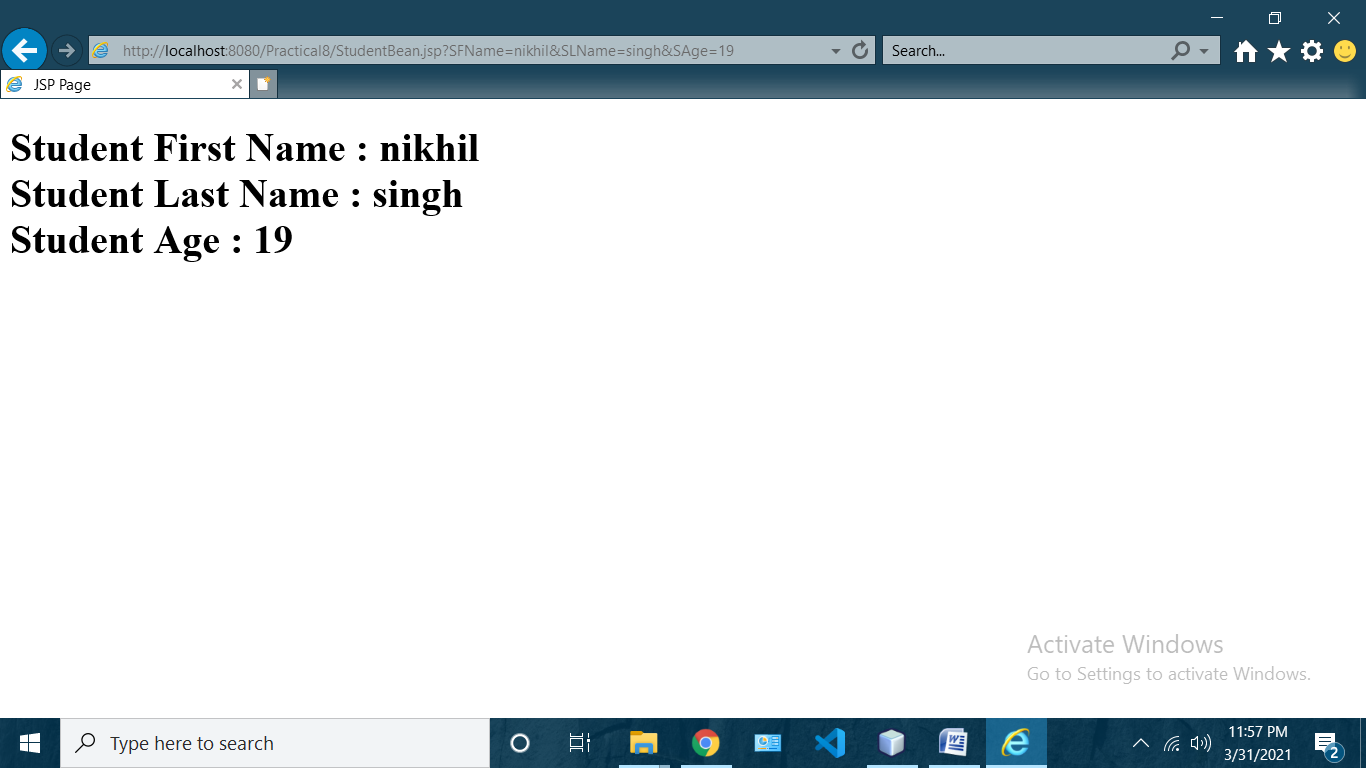 http://localhost:8080/Practical8/StudentBean.jsp?SFName=nikhil&SLName=singh&SAge=19
Search...
JSP Page
Student First Name : nikhil
Student Last Name : singh
Student Age : 19
Activate Windows
Go to Settings to activate Windows.
Type here to search
11:57 PM
3/31/2021
2